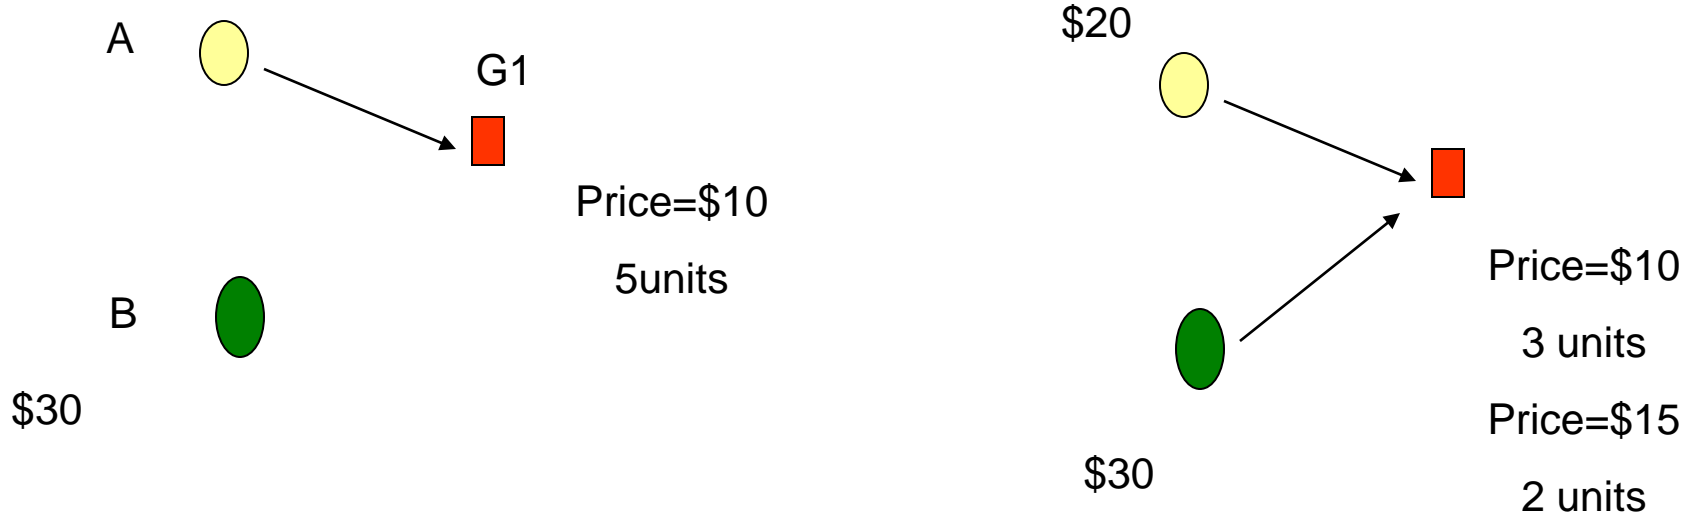 A
G1
Price=$10
5units
B
$30
$20
Price=$10
3 units
Price=$15
2 units
$30